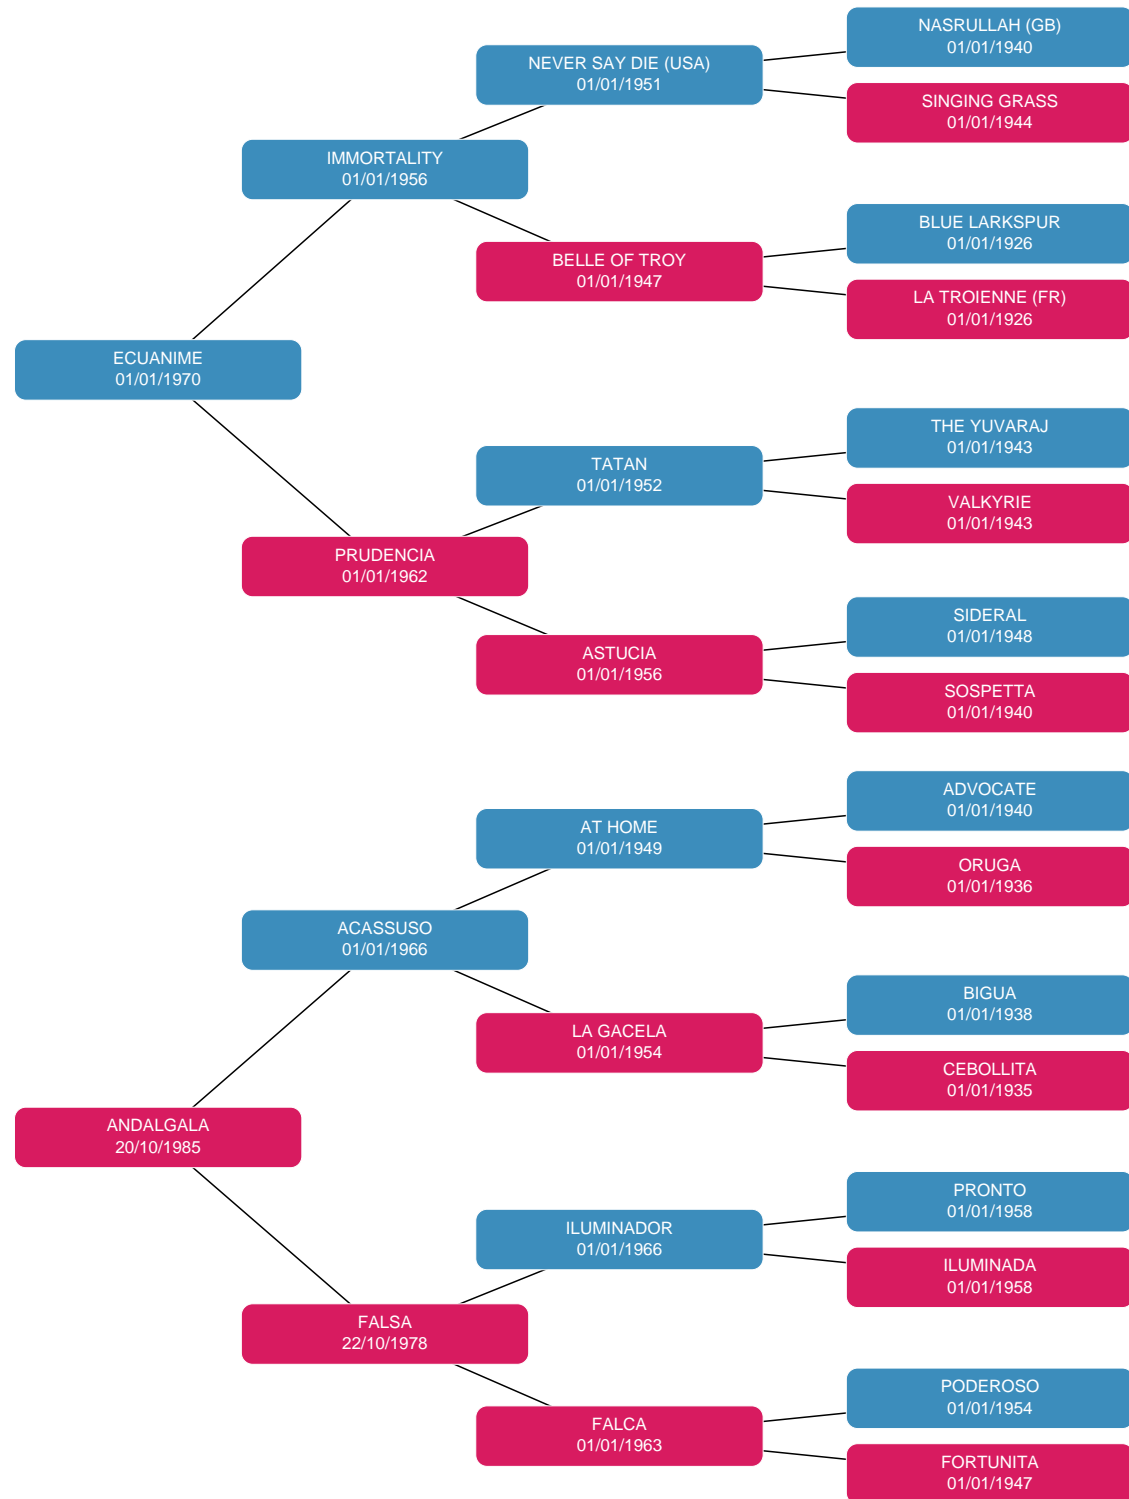 NASRULLAH (GB)
01/01/1940
NEVER SAY DIE (USA)
01/01/1951
SINGING GRASS
01/01/1944
IMMORTALITY
01/01/1956
BLUE LARKSPUR
01/01/1926
BELLE OF TROY
01/01/1947
LA TROIENNE (FR)
01/01/1926
ECUANIME
01/01/1970
THE YUVARAJ
01/01/1943
TATAN
01/01/1952
VALKYRIE
01/01/1943
PRUDENCIA
01/01/1962
SIDERAL
01/01/1948
ASTUCIA
01/01/1956
SOSPETTA
01/01/1940
ADVOCATE
01/01/1940
AT HOME
01/01/1949
ORUGA
01/01/1936
ACASSUSO
01/01/1966
BIGUA
01/01/1938
LA GACELA
01/01/1954
CEBOLLITA
01/01/1935
ANDALGALA
20/10/1985
PRONTO
01/01/1958
ILUMINADOR
01/01/1966
ILUMINADA
01/01/1958
FALSA
22/10/1978
PODEROSO
01/01/1954
FALCA
01/01/1963
FORTUNITA
01/01/1947